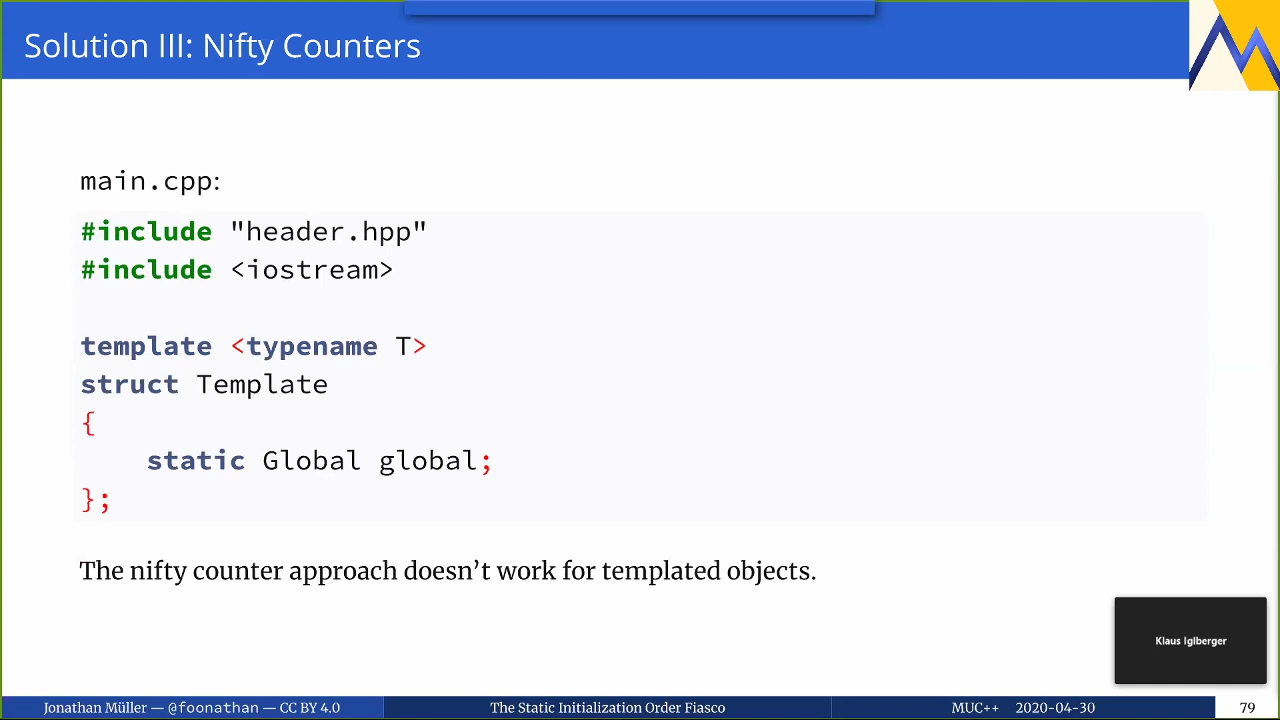 Solution III: Nifty Counters
main.cpp:
#include "header.hpp"
#include <iostream>
template <typename T>
struct Template
{
    static Global global;
};
The nifty counter approach doesn’t work for templated objects.
Klaus Iglberger
Jonathan Müller — @foonathan — CC BY 4.0
The Static Initialization Order Fiasco
MUC++ 2020-04-30
79